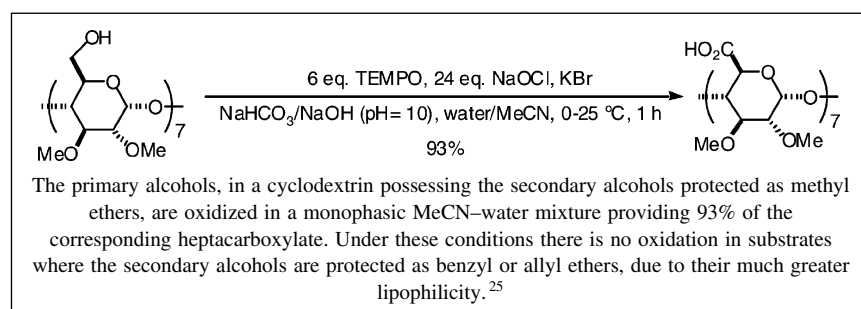 OH
O
O
7
MeO
OMe
6 eq. TEMPO, 24 eq. NaOCl, KBr
NaHCO3/NaOH (pH= 10), water/MeCN, 0-25 ºC, 1 h
93%
HO2C
O
O
7
MeO
OMe
The primary alcohols, in a cyclodextrin possessing the secondary alcohols protected as methyl
ethers, are oxidized in a monophasic MeCN–water mixture providing 93% of the
corresponding heptacarboxylate. Under these conditions there is no oxidation in substrates
where the secondary alcohols are protected as benzyl or allyl ethers, due to their much greater
lipophilicity.25